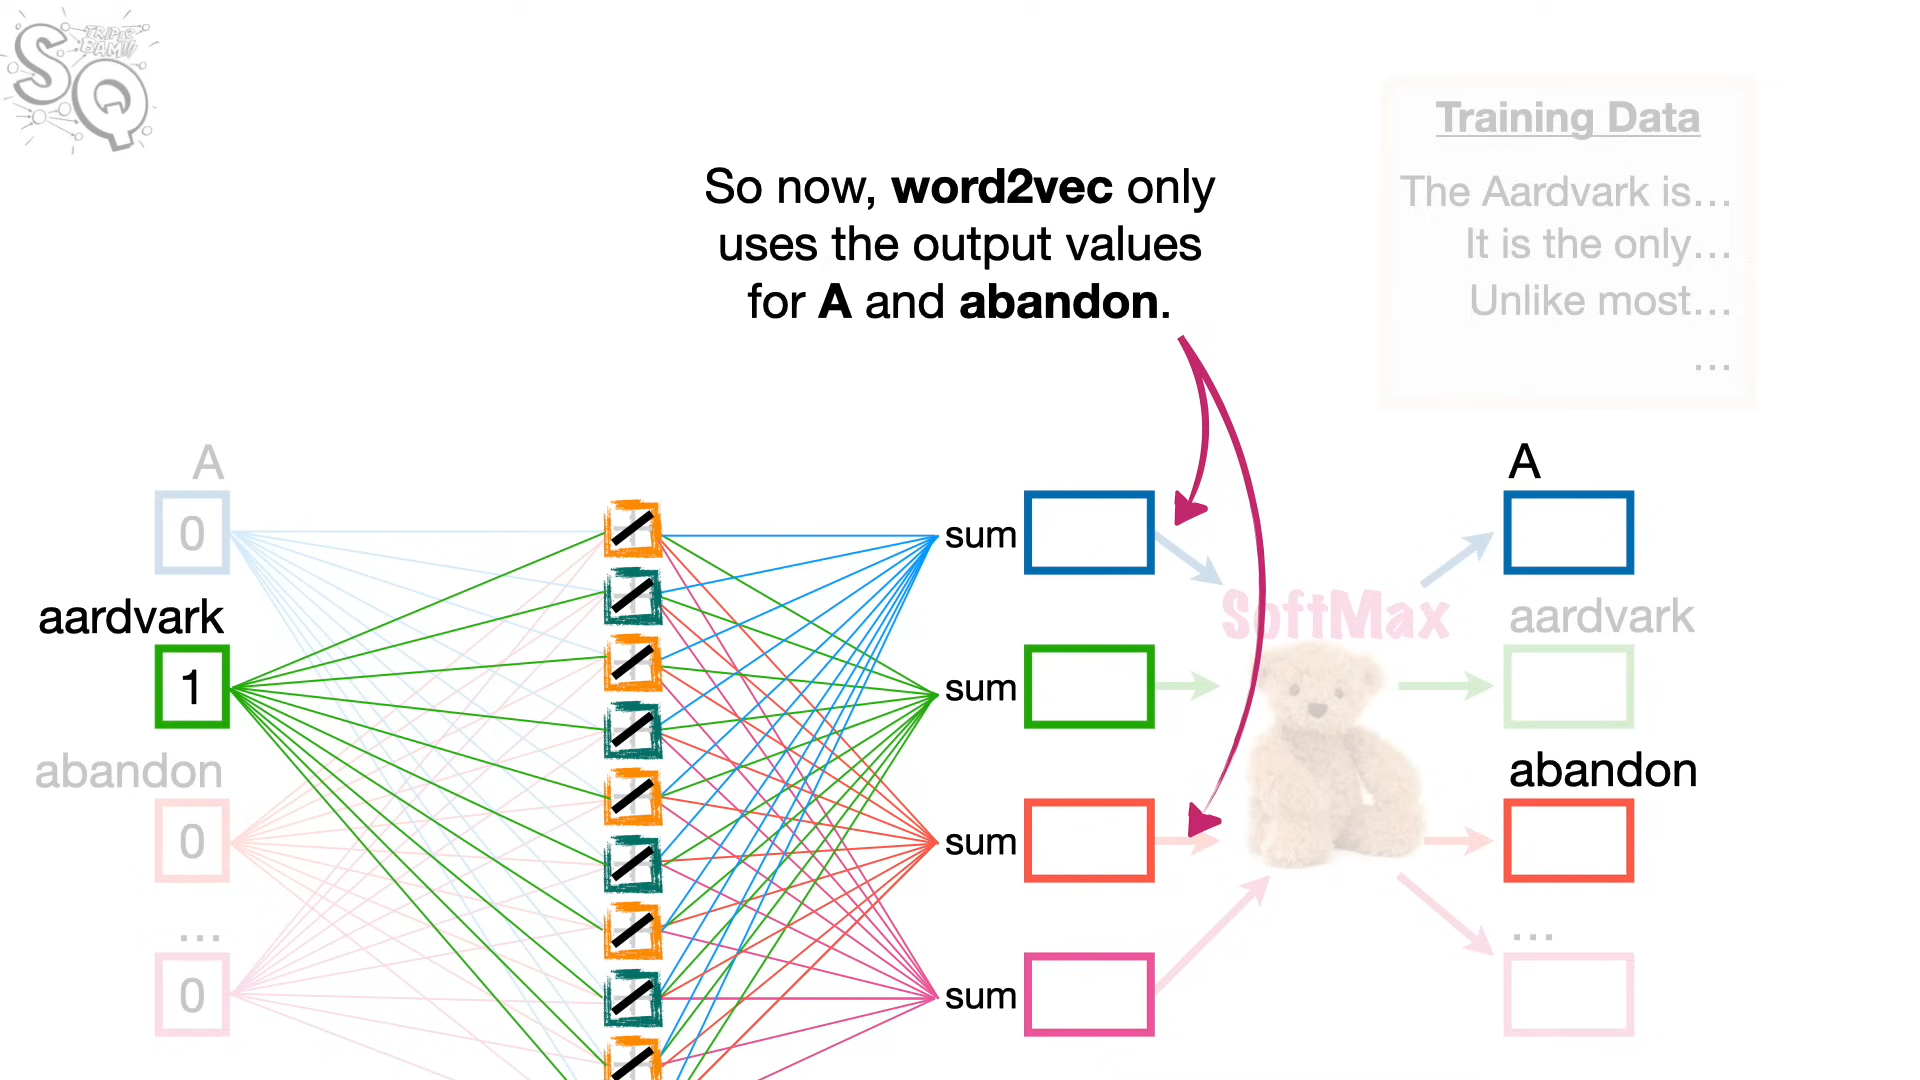 SQ
TRIPLE
BAM!!!
Training Data
The Aardvark is...
It is the only...
Unlike most...
...
So now, word2vec only
uses the output values
for A and abandon.
A
0
aardvark
1
abandon
0
...
0
sum
sum
sum
sum
SoftMax
A
aardvark
abandon
...